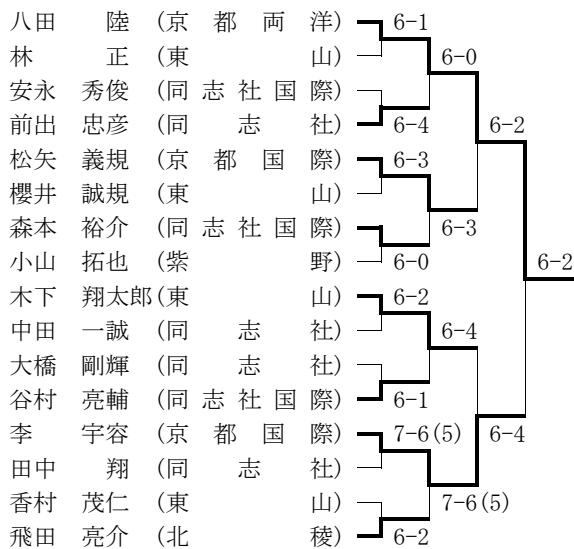 八田 陸 (京都両洋) 6-1
林 正 (東山) 6-0
安永 秀俊 (同志社国際)
前出 忠彦 (同志社) 6-4 6-2
松矢 義規 (京都国際) 6-3
櫻井 誠規 (東山)
森本 裕介 (同志社国際) 6-3
小山 拓也 (紫野) 6-0 6-2
木下 翔太郎(東山) 6-2
中田 一誠 (同志社) 6-4
大橋 剛輝 (同志社)
谷村 亮輔 (同志社国際) 6-1
李 宇容 (京都国際) 7-6(5) 6-4
田中 翔 (同志社)
香村 茂仁 (東山) 7-6(5)
飛田 亮介 (北稜) 6-2